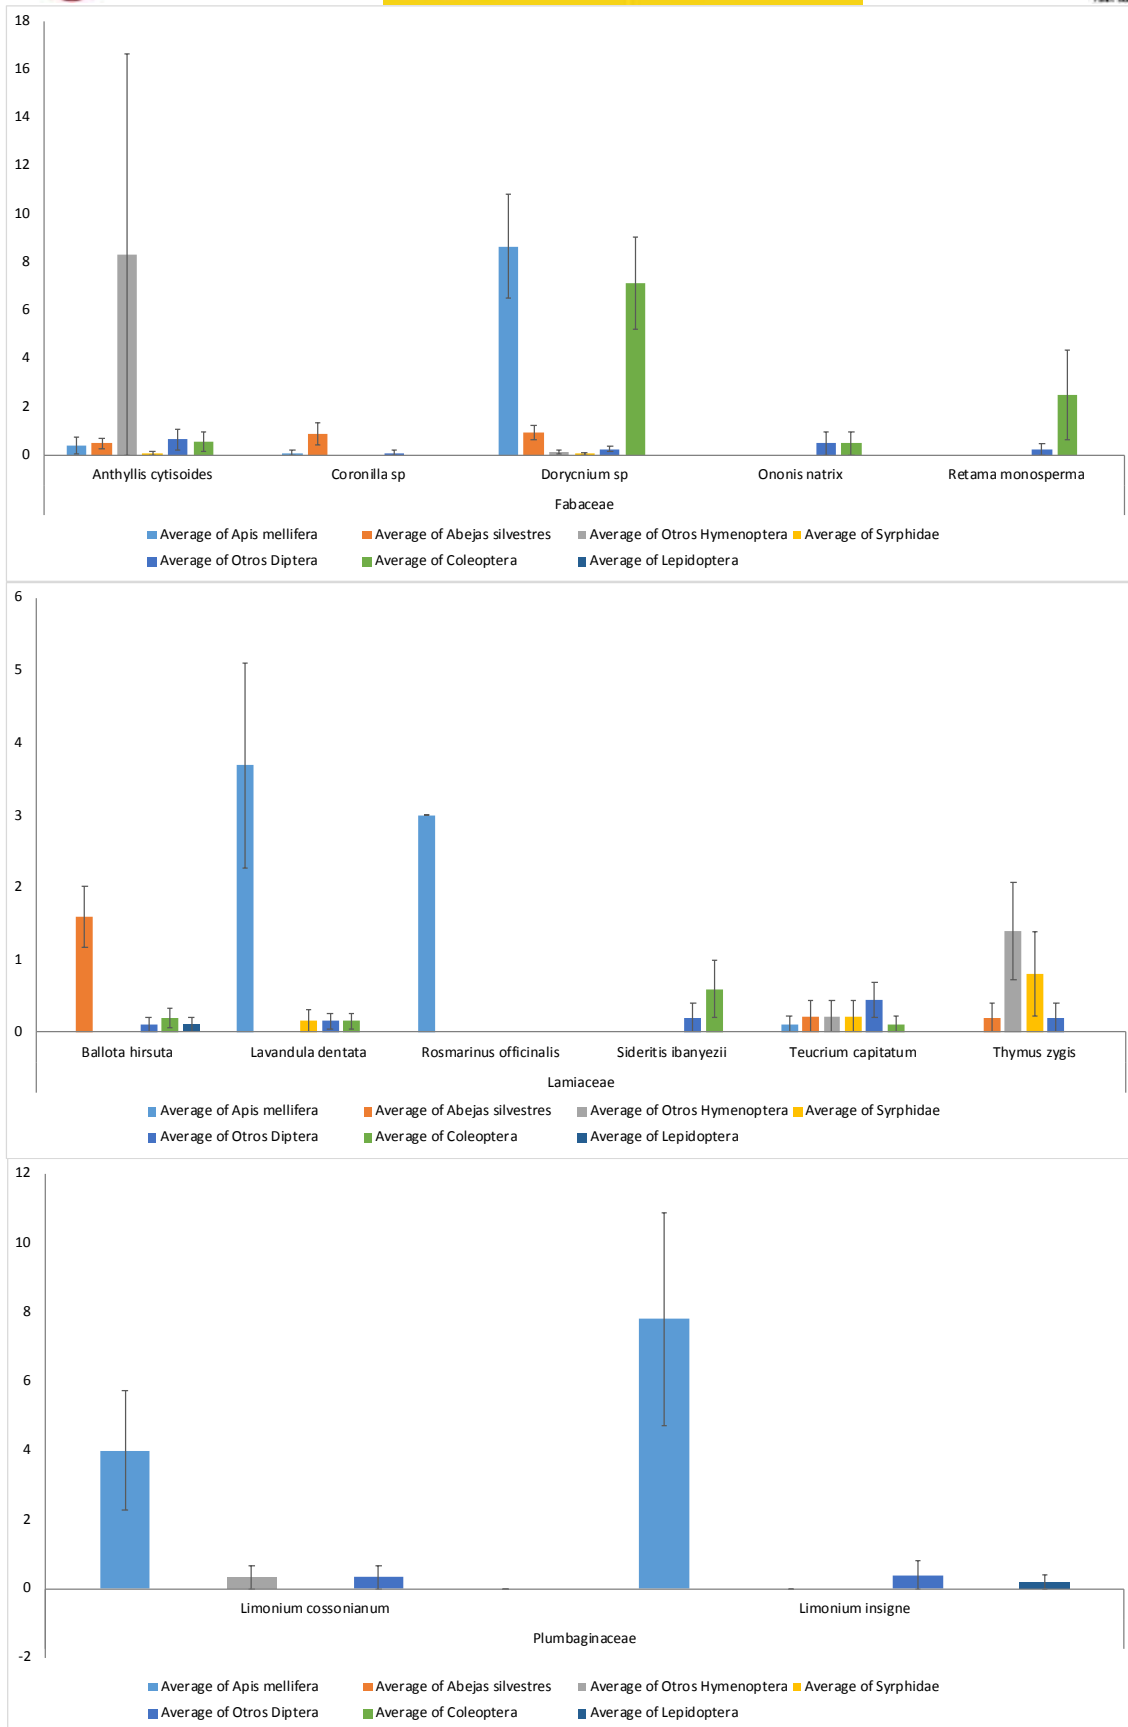 18
16
14
12
10
8
6
4
2
0
Anthyllis cytisoides Coronilla sp Dorycnium sp Ononis natrix Retama monosperma
Fabaceae
Average of Apis mellifera Average of Abejas silvestres Average of Otros Hymenoptera Average of Syrphidae
Average of Otros Diptera Average of Coleoptera Average of Lepidoptera
6
5
4
3
2
1
0
Ballota hirsuta Lavandula dentata Rosmarinus officinalis Sideritis ibanyezii Teucrium capitatum Thymus zygis
Lamiaceae
Average of Apis mellifera Average of Abejas silvestres Average of Otros Hymenoptera Average of Syrphidae
Average of Otros Diptera Average of Coleoptera Average of Lepidoptera
12
10
8
6
4
2
0
Limonium cossonianum Limonium insigne
Plumbaginaceae
-2
Average of Apis mellifera Average of Abejas silvestres Average of Otros Hymenoptera Average of Syrphidae
Average of Otros Diptera Average of Coleoptera Average of Lepidoptera